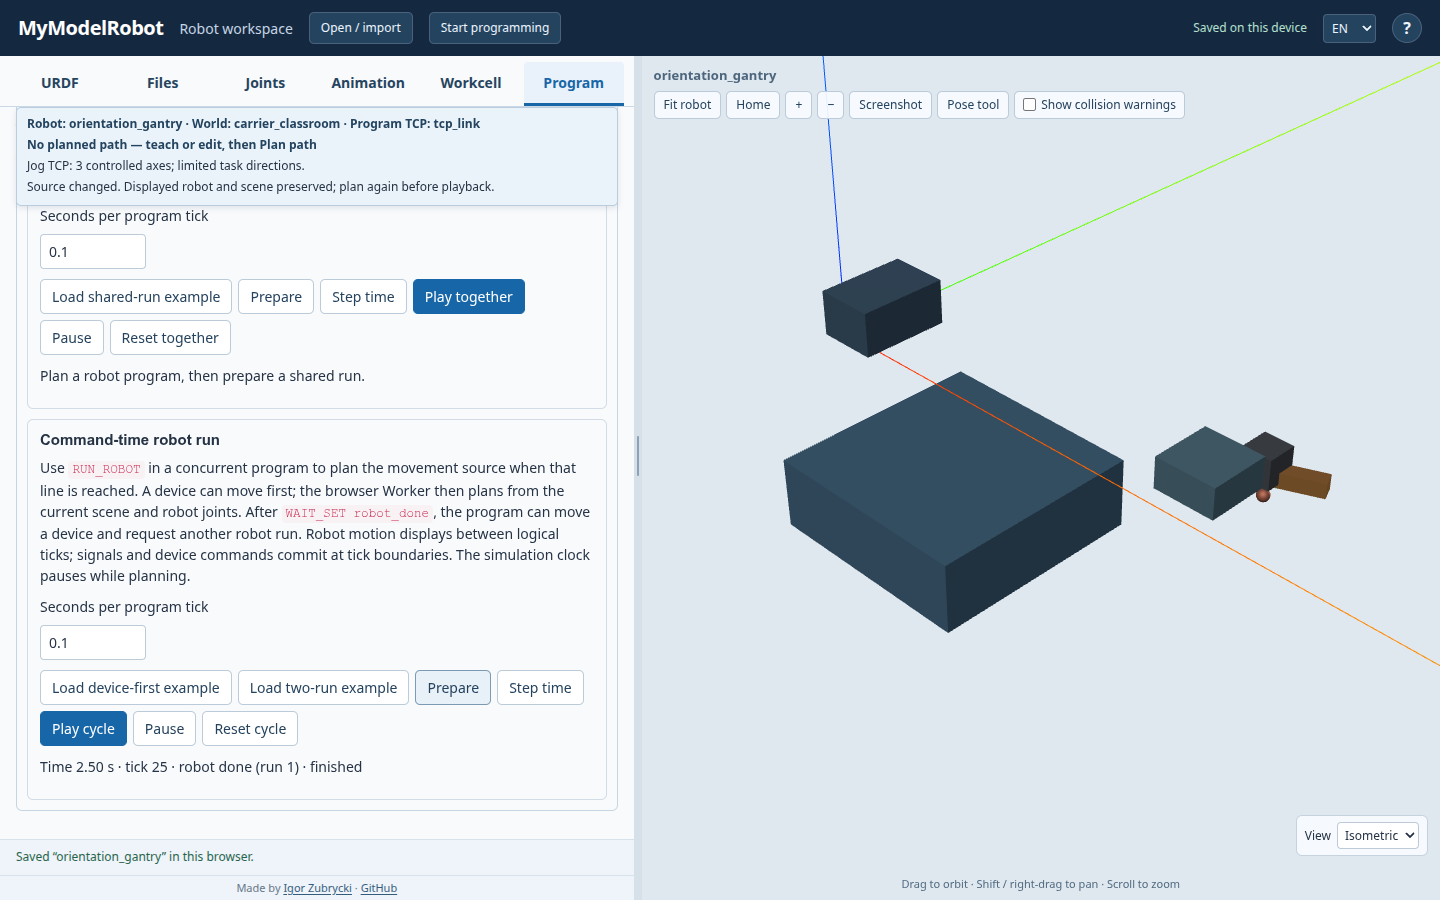 MyModelRobot
Robot workspace
Open / import
Start programming
Saved on this device
EN
?
URDF
Files
Joints
Animation
Workcell
Program
Robot: orientation_gantry · World: carrier_classroom · Program TCP: tcp_link
No planned path — teach or edit, then Plan path
Jog TCP: 3 controlled axes; limited task directions.
Source changed. Displayed robot and scene preserved; plan again before playback.
Seconds per program tick
0.1
Load shared-run example
Prepare
Step time
Play together
Pause
Reset together
Plan a robot program, then prepare a shared run.
Command-time robot run
Use RUN_ROBOT in a concurrent program to plan the movement source when that
line is reached. A device can move first; the browser Worker then plans from the
current scene and robot joints. After WAIT_SET robot_done, the program can move
a device and request another robot run. Robot motion displays between logical
ticks; signals and device commands commit at tick boundaries. The simulation clock
pauses while planning.
Seconds per program tick
0.1
Load device-first example
Load two-run example
Prepare
Step time
Play cycle
Pause
Reset cycle
Time 2.50 s · tick 25 · robot done (run 1) · finished
Saved “orientation_gantry” in this browser.
Made by Igor Zubrycki · GitHub
orientation_gantry
Fit robot
Home
+
−
Screenshot
Pose tool
Show collision warnings
View
Isometric
Drag to orbit · Shift / right-drag to pan · Scroll to zoom